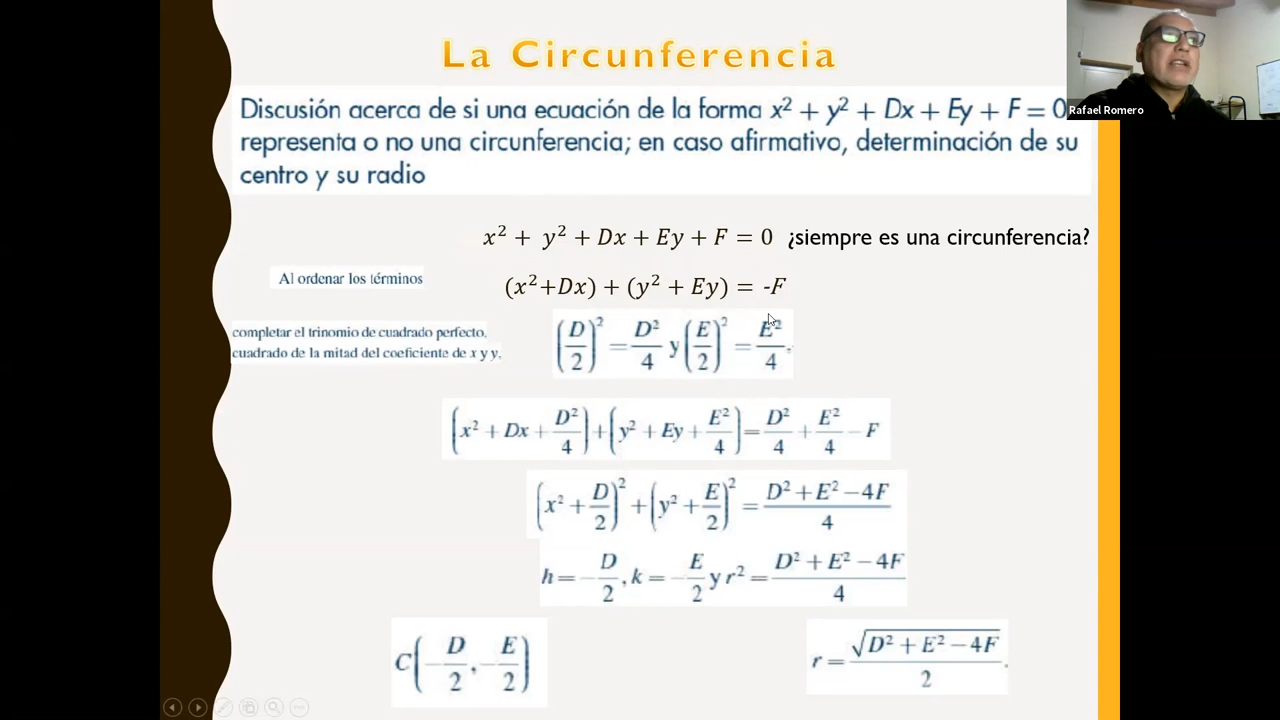 La Circunferencia
Rafael Romero
Discusión acerca de si una ecuación de la forma x² + y² + Dx + Ey + F = 0
representa o no una circunferencia; en caso afirmativo, determinación de su
centro y su radio
x² + y² + Dx + Ey + F = 0 ¿siempre es una circunferencia?
Al ordenar los términos
(x²+Dx) + (y² + Ey) = -F
completar el trinomio de cuadrado perfecto,
cuadrado de la mitad del coeficiente de x y y,
(D/2)² = D²/4 y (E/2)² = E²/4.
(x² + Dx + D²/4) + (y² + Ey + E²/4) = D²/4 + E²/4 − F
(x² + D/2)² + (y² + E/2)² = (D² + E² − 4F)/4
h = −D/2, k = −E/2 y r² = (D² + E² − 4F)/4
C(−D/2, −E/2)
r = √(D² + E² − 4F)/2.